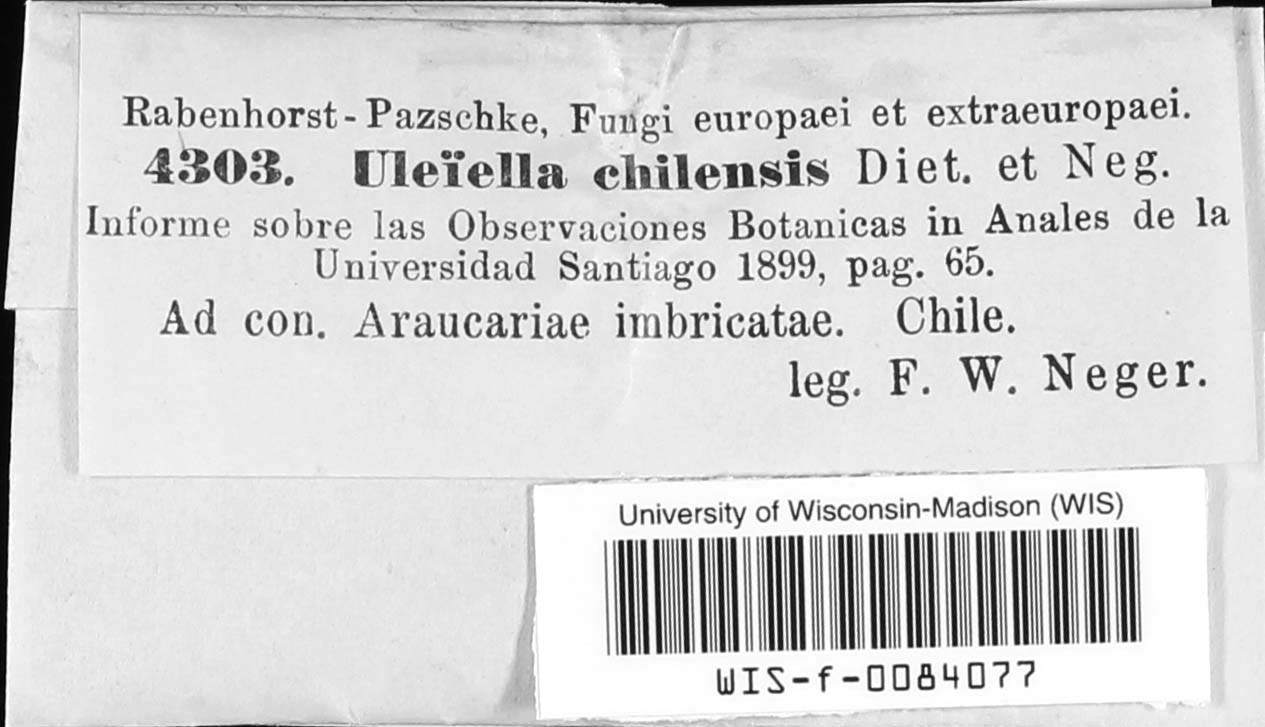 Rabenhorst-Pazschke, Fungi europaei et extraeuropaei.
4303. Uleïella chilensis Diet. et Neg.
Informe sobre las Observaciones Botanicas in Anales de la
Universidad Santiago 1899, pag. 65.
Ad con. Araucariae imbricatae. Chile.
leg. F. W. Neger.
University of Wisconsin-Madison (WIS)
WIS-f-0084077